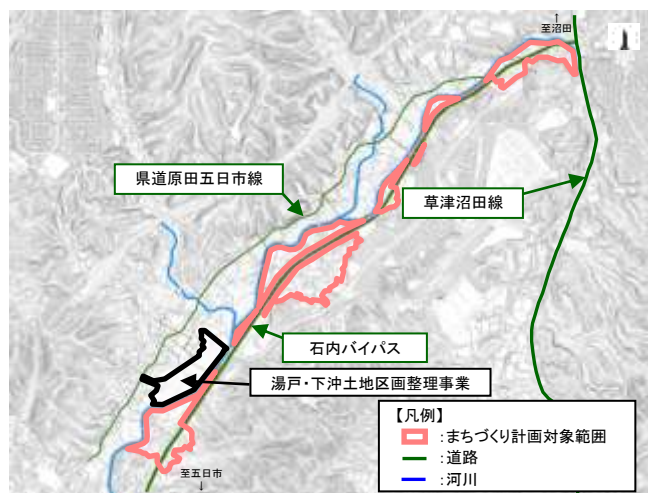 ↑
至沼田
県道原田五日市線
草津沼田線
石内バイパス
湯戸・下沖土地区画整理事業
【凡例】
：まちづくり計画対象範囲
：道路
：河川
至五日市
↓